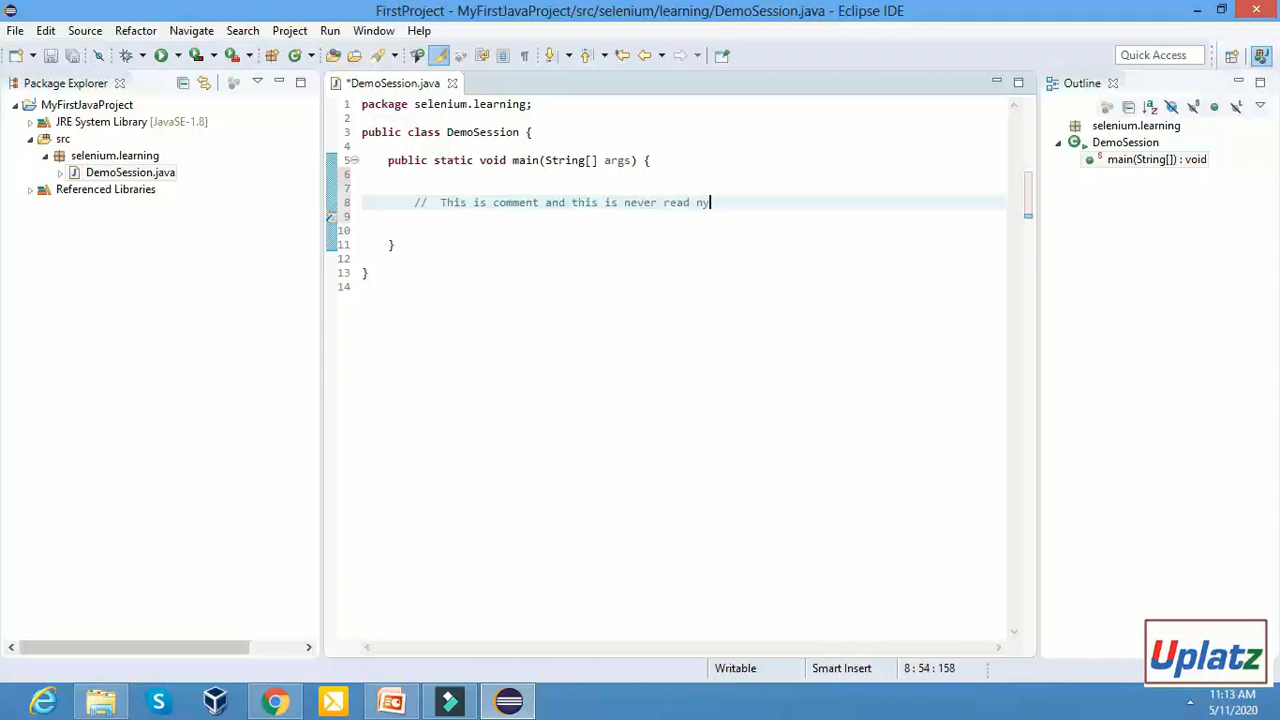 FirstProject - MyFirstJavaProject/src/selenium/learning/DemoSession.java - Eclipse IDE
File Edit Source Refactor Navigate Search Project Run Window Help
Quick Access
Package Explorer
*DemoSession.java
Outline
MyFirstJavaProject
JRE System Library [JavaSE-1.8]
src
selenium.learning
DemoSession.java
Referenced Libraries
1 package selenium.learning;
2
3 public class DemoSession {
4
5 public static void main(String[] args) {
6
7
8 // This is comment and this is never read ny
9
10
11 }
12
13 }
14
selenium.learning
DemoSession
main(String[]) : void
Writable Smart Insert 8 : 54 : 158
Uplatz
11:13 AM
5/11/2020